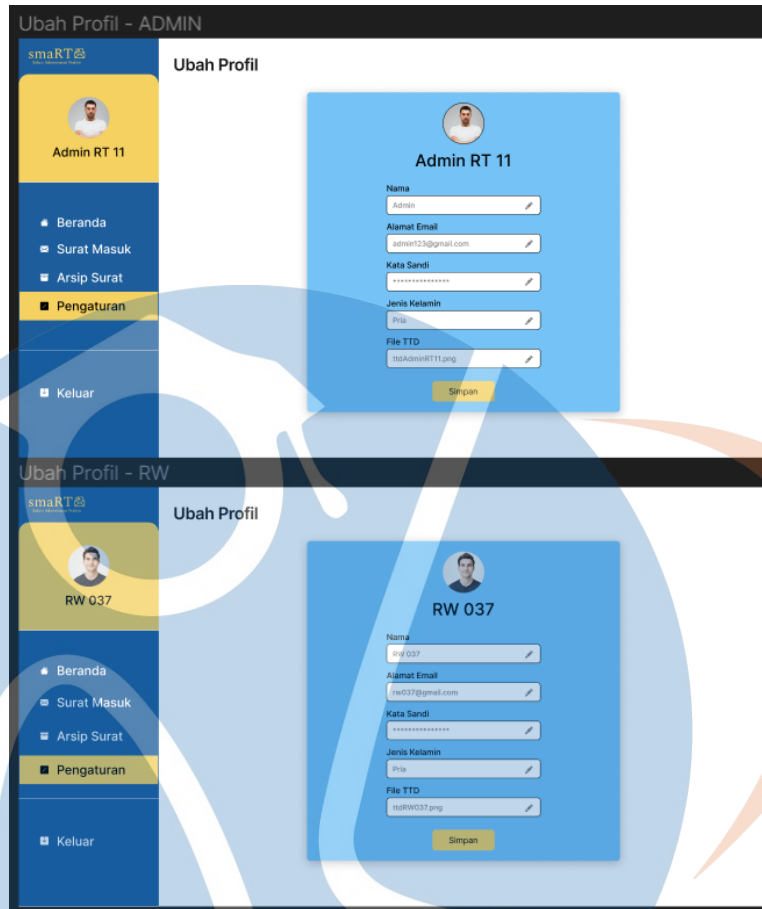 Ubah Profil - ADMIN
smaRT
Ubah Profil
Admin RT 11
Admin RT 11
Nama
Admin
Alamat Email
admin123@gmail.com
Kata Sandi
***************
Jenis Kelamin
Pria
File TTD
ttdAdminRT11.png
Simpan
Beranda
Surat Masuk
Arsip Surat
Pengaturan
Keluar
Ubah Profil - RW
smaRT
Ubah Profil
RW 037
RW 037
Nama
RW 037
Alamat Email
rw037@gmail.com
Kata Sandi
***************
Jenis Kelamin
Pria
File TTD
ttdRW037.png
Simpan
Beranda
Surat Masuk
Arsip Surat
Pengaturan
Keluar